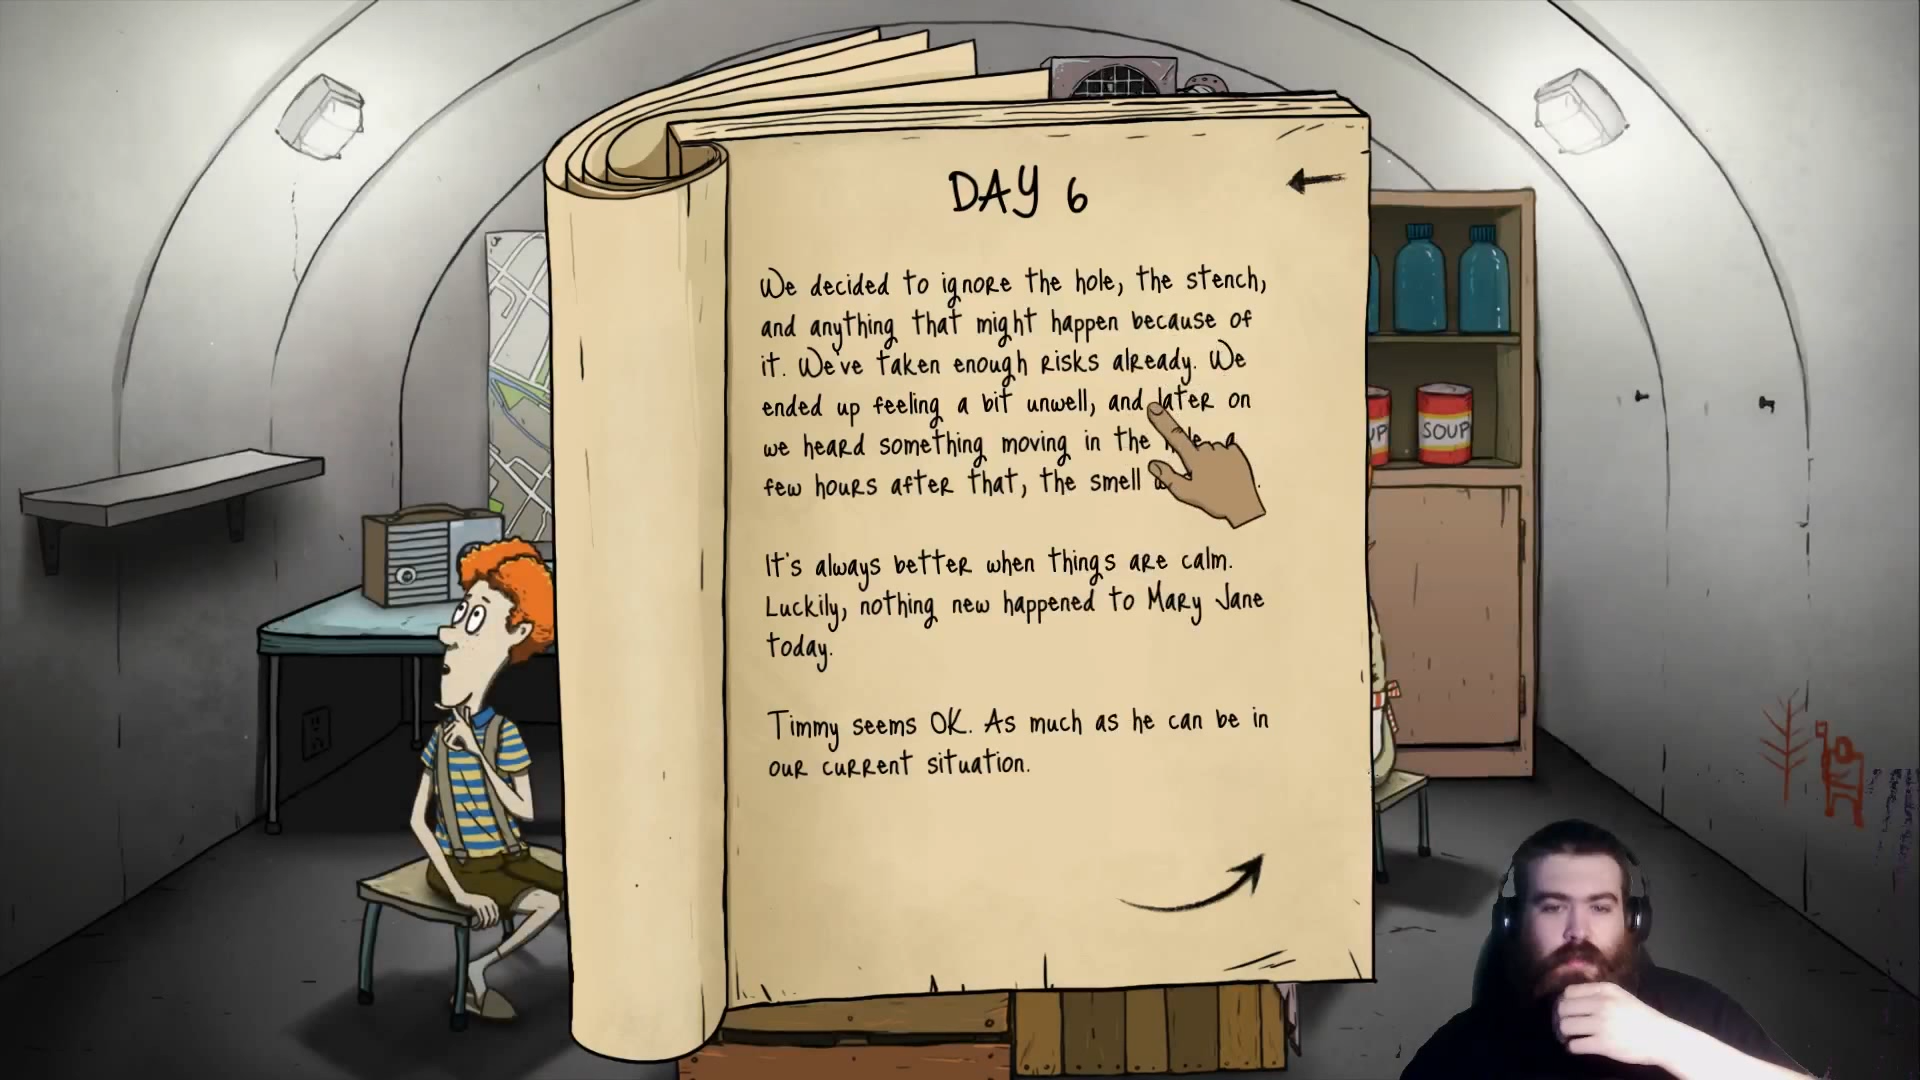 DAY 6
We decided to ignore the hole, the stench,
and anything that might happen because of
it. We've taken enough risks already. We
ended up feeling a bit unwell, and later on
we heard something moving in the
few hours after that, the smell
It's always better when things are calm.
Luckily, nothing new happened to Mary Jane
today.
Timmy seems OK. As much as he can be in
our current situation.
SOUP